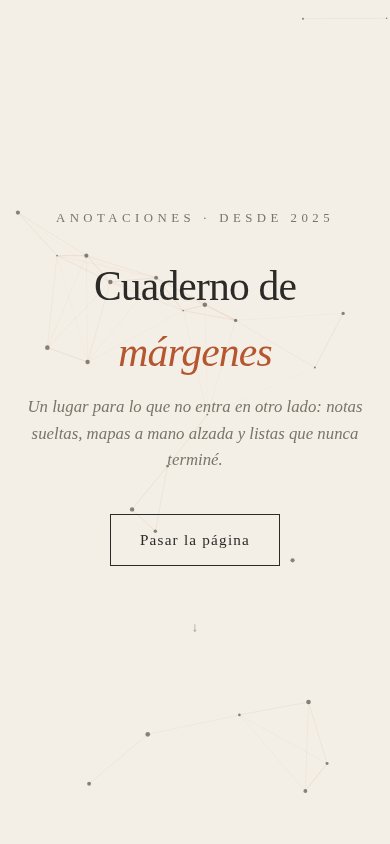 ANOTACIONES · DESDE 2025
Cuaderno de
márgenes
Un lugar para lo que no entra en otro lado: notas
sueltas, mapas a mano alzada y listas que nunca
terminé.
Pasar la página
↓